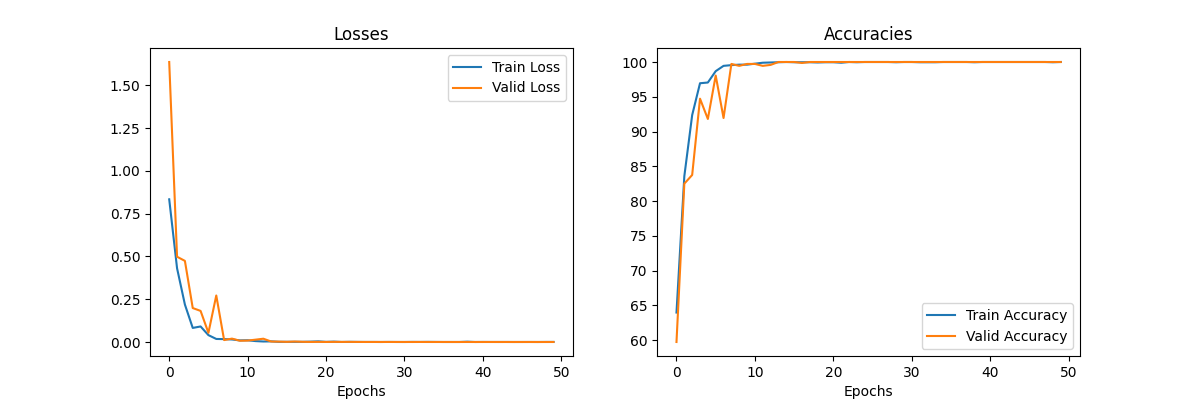 Losses
1.50
1.25
1.00
0.75
0.50
0.25
0.00
Train Loss
Valid Loss
0 10 20 30 40 50
Epochs
Accuracies
100
95
90
85
80
75
70
65
60
Train Accuracy
Valid Accuracy
0 10 20 30 40 50
Epochs